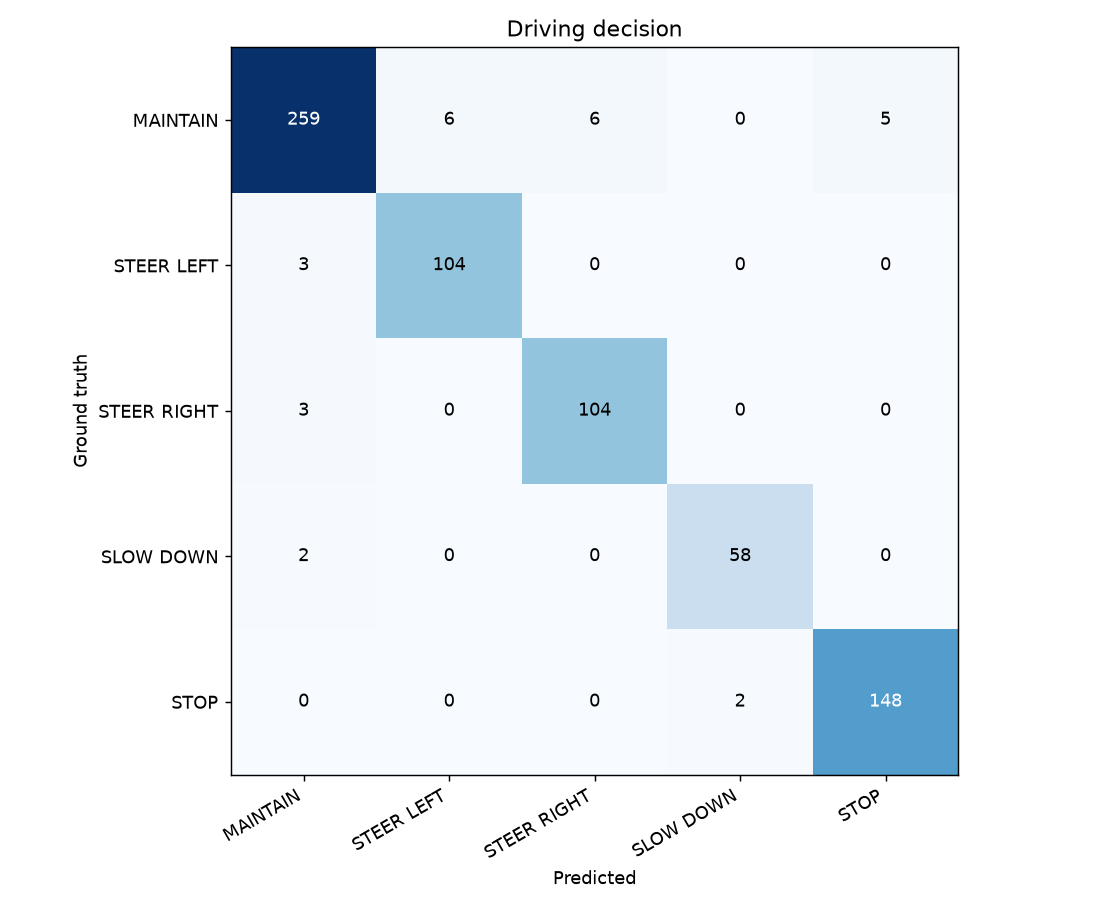 Driving decision
MAINTAIN 259 6 6 0 5
STEER LEFT 3 104 0 0 0
STEER RIGHT 3 0 104 0 0
SLOW DOWN 2 0 0 58 0
STOP 0 0 0 2 148
Ground truth
MAINTAIN STEER LEFT STEER RIGHT SLOW DOWN STOP
Predicted